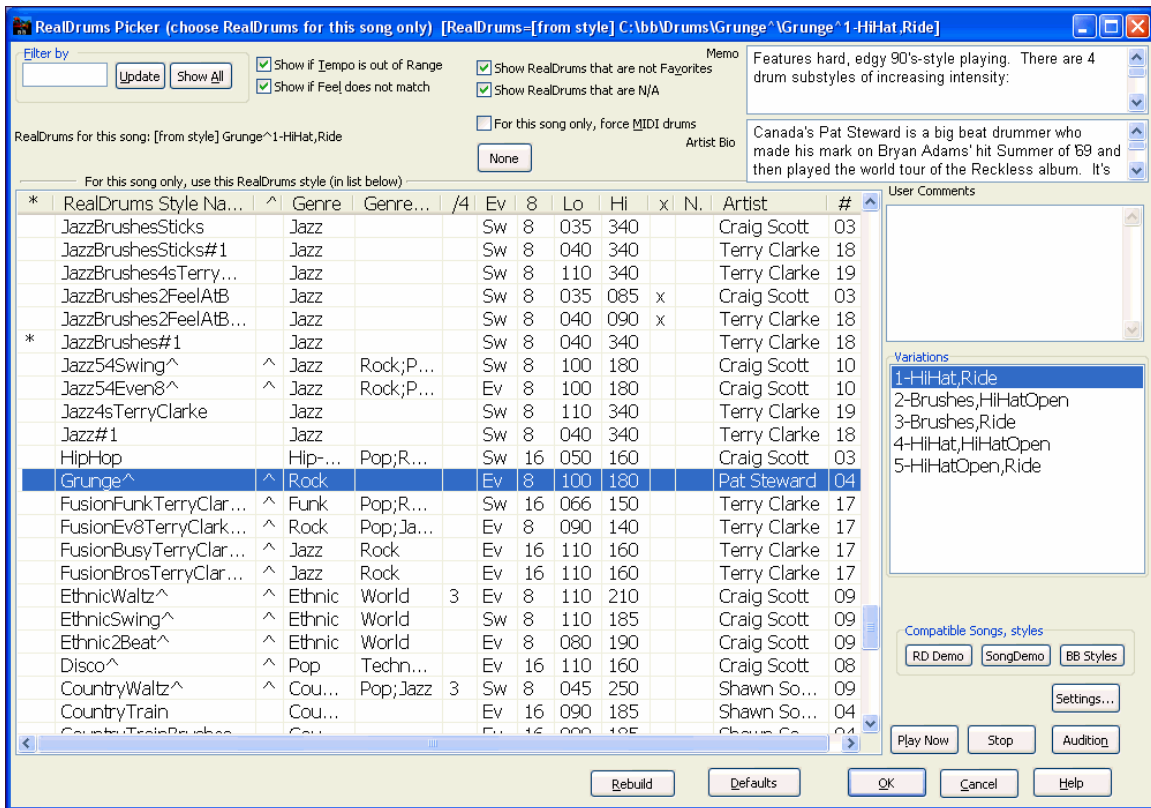 RealDrums Picker (choose RealDrums for this song only) [RealDrums=[from style] C:\bb\Drums\Grunge^\Grunge^1-HiHat,Ride]
Filter by
Update
Show All
Show if Tempo is out of Range
Show if Feel does not match
Show RealDrums that are not Favorites
Show RealDrums that are N/A
For this song only, force MIDI drums
None
Memo
Features hard, edgy 90's-style playing. There are 4
drum substyles of increasing intensity:
Artist Bio
Canada's Pat Steward is a big beat drummer who
made his mark on Bryan Adams' hit Summer of '69 and
then played the world tour of the Reckless album. It's
RealDrums for this song: [from style] Grunge^1-HiHat,Ride
For this song only, use this RealDrums style (in list below)
* RealDrums Style Na... ^ Genre Genre... /4 Ev 8 Lo Hi x N. Artist #
JazzBrushesSticks Jazz Sw 8 035 340 Craig Scott 03
JazzBrushesSticks#1 Jazz Sw 8 040 340 Terry Clarke 18
JazzBrushes4sTerry... Jazz Sw 8 110 340 Terry Clarke 19
JazzBrushes2FeelAtB Jazz Sw 8 035 085 x Craig Scott 03
JazzBrushes2FeelAtB... Jazz Sw 8 040 090 x Terry Clarke 18
* JazzBrushes#1 Jazz Sw 8 040 340 Terry Clarke 18
Jazz54Swing^ ^ Jazz Rock;P... Sw 8 100 180 Craig Scott 10
Jazz54Even8^ ^ Jazz Rock;P... Ev 8 100 180 Craig Scott 10
Jazz4sTerryClarke Jazz Sw 8 110 340 Terry Clarke 19
Jazz#1 Jazz Sw 8 040 340 Terry Clarke 18
HipHop Hip-... Pop;R... Sw 16 050 160 Craig Scott 03
Grunge^ ^ Rock Ev 8 100 180 Pat Steward 04
FusionFunkTerryClar... ^ Funk Pop;R... Sw 16 066 150 Terry Clarke 17
FusionEv8TerryClark... ^ Rock Pop;Ja... Ev 8 090 140 Terry Clarke 17
FusionBusyTerryClar... ^ Jazz Rock Ev 16 110 160 Terry Clarke 17
FusionBrosTerryClar... ^ Jazz Rock Ev 16 110 160 Terry Clarke 17
EthnicWaltz^ ^ Ethnic World 3 Ev 8 110 210 Craig Scott 09
EthnicSwing^ ^ Ethnic World Sw 8 110 185 Craig Scott 09
Ethnic2Beat^ ^ Ethnic World Ev 8 080 190 Craig Scott 09
Disco^ ^ Pop Techn... Ev 16 110 160 Craig Scott 08
CountryWaltz^ ^ Cou... Pop;Jazz 3 Sw 8 045 250 Shawn So... 09
CountryTrain Cou... Ev 16 090 185 Shawn So... 04
User Comments
Variations
1-HiHat,Ride
2-Brushes,HiHatOpen
3-Brushes,Ride
4-HiHat,HiHatOpen
5-HiHatOpen,Ride
Compatible Songs, styles
RD Demo
SongDemo
BB Styles
Settings...
Play Now
Stop
Audition
Rebuild
Defaults
OK
Cancel
Help